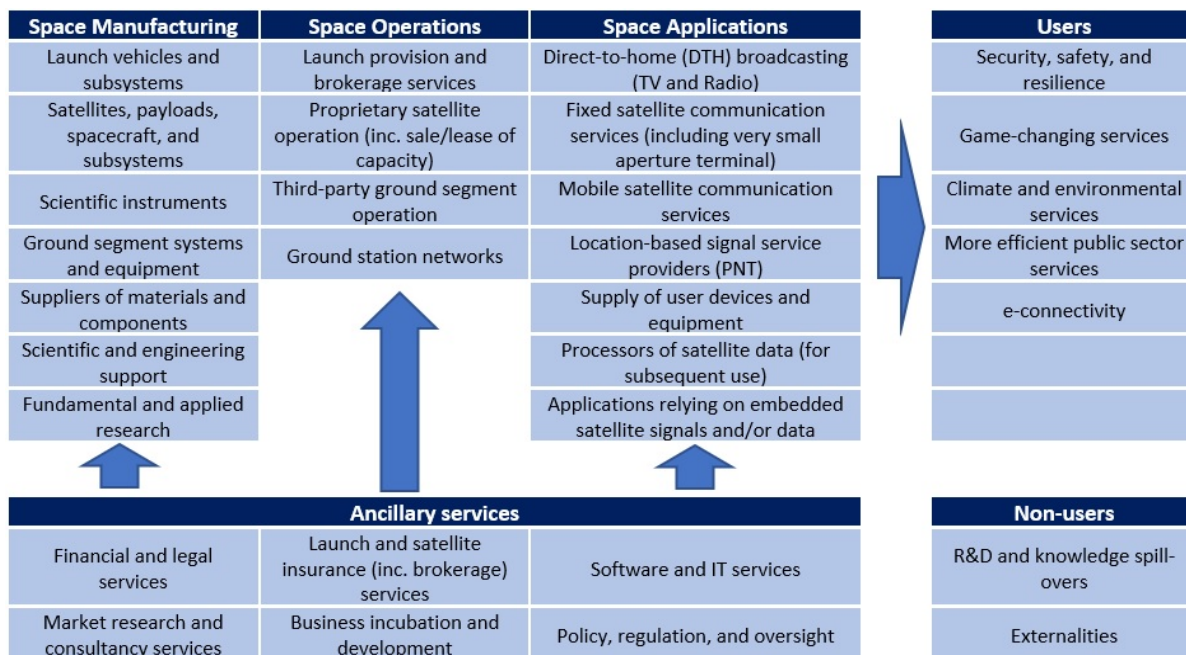 Space Manufacturing
Launch vehicles and
subsystems
Satellites, payloads,
spacecraft, and
subsystems
Scientific instruments
Ground segment systems
and equipment
Suppliers of materials and
components
Scientific and engineering
support
Fundamental and applied
research
Space Operations
Launch provision and
brokerage services
Proprietary satellite
operation (inc. sale/lease of
capacity)
Third-party ground segment
operation
Ground station networks
Space Applications
Direct-to-home (DTH) broadcasting
(TV and Radio)
Fixed satellite communication
services (including very small
aperture terminal)
Mobile satellite communication
services
Location-based signal service
providers (PNT)
Supply of user devices and
equipment
Processors of satellite data (for
subsequent use)
Applications relying on embedded
satellite signals and/or data
Users
Security, safety, and
resilience
Game-changing services
Climate and environmental
services
More efficient public sector
services
e-connectivity
Ancillary services
Financial and legal
services
Launch and satellite
insurance (inc. brokerage)
services
Software and IT services
Market research and
consultancy services
Business incubation and
development
Policy, regulation, and oversight
Non-users
R&D and knowledge spill-
overs
Externalities